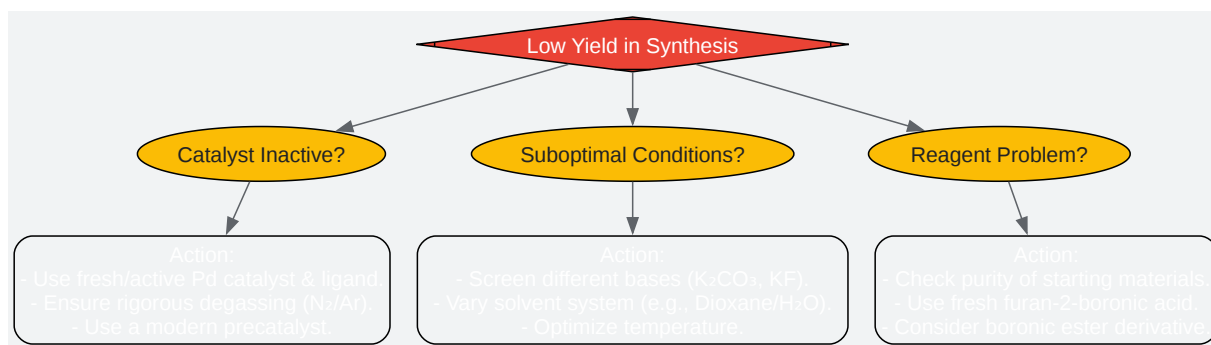 Low Yield in Synthesis
Catalyst Inactive?
Suboptimal Conditions?
Reagent Problem?
Action:
- Use fresh/active Pd catalyst & ligand.
- Ensure rigorous degassing (N₂/Ar).
- Use a modern precatalyst.
Action:
- Screen different bases (K₂CO₃, KF).
- Vary solvent system (e.g., Dioxane/H₂O).
- Optimize temperature.
Action:
- Check purity of starting materials.
- Use fresh furan-2-boronic acid.
- Consider boronic ester derivative.